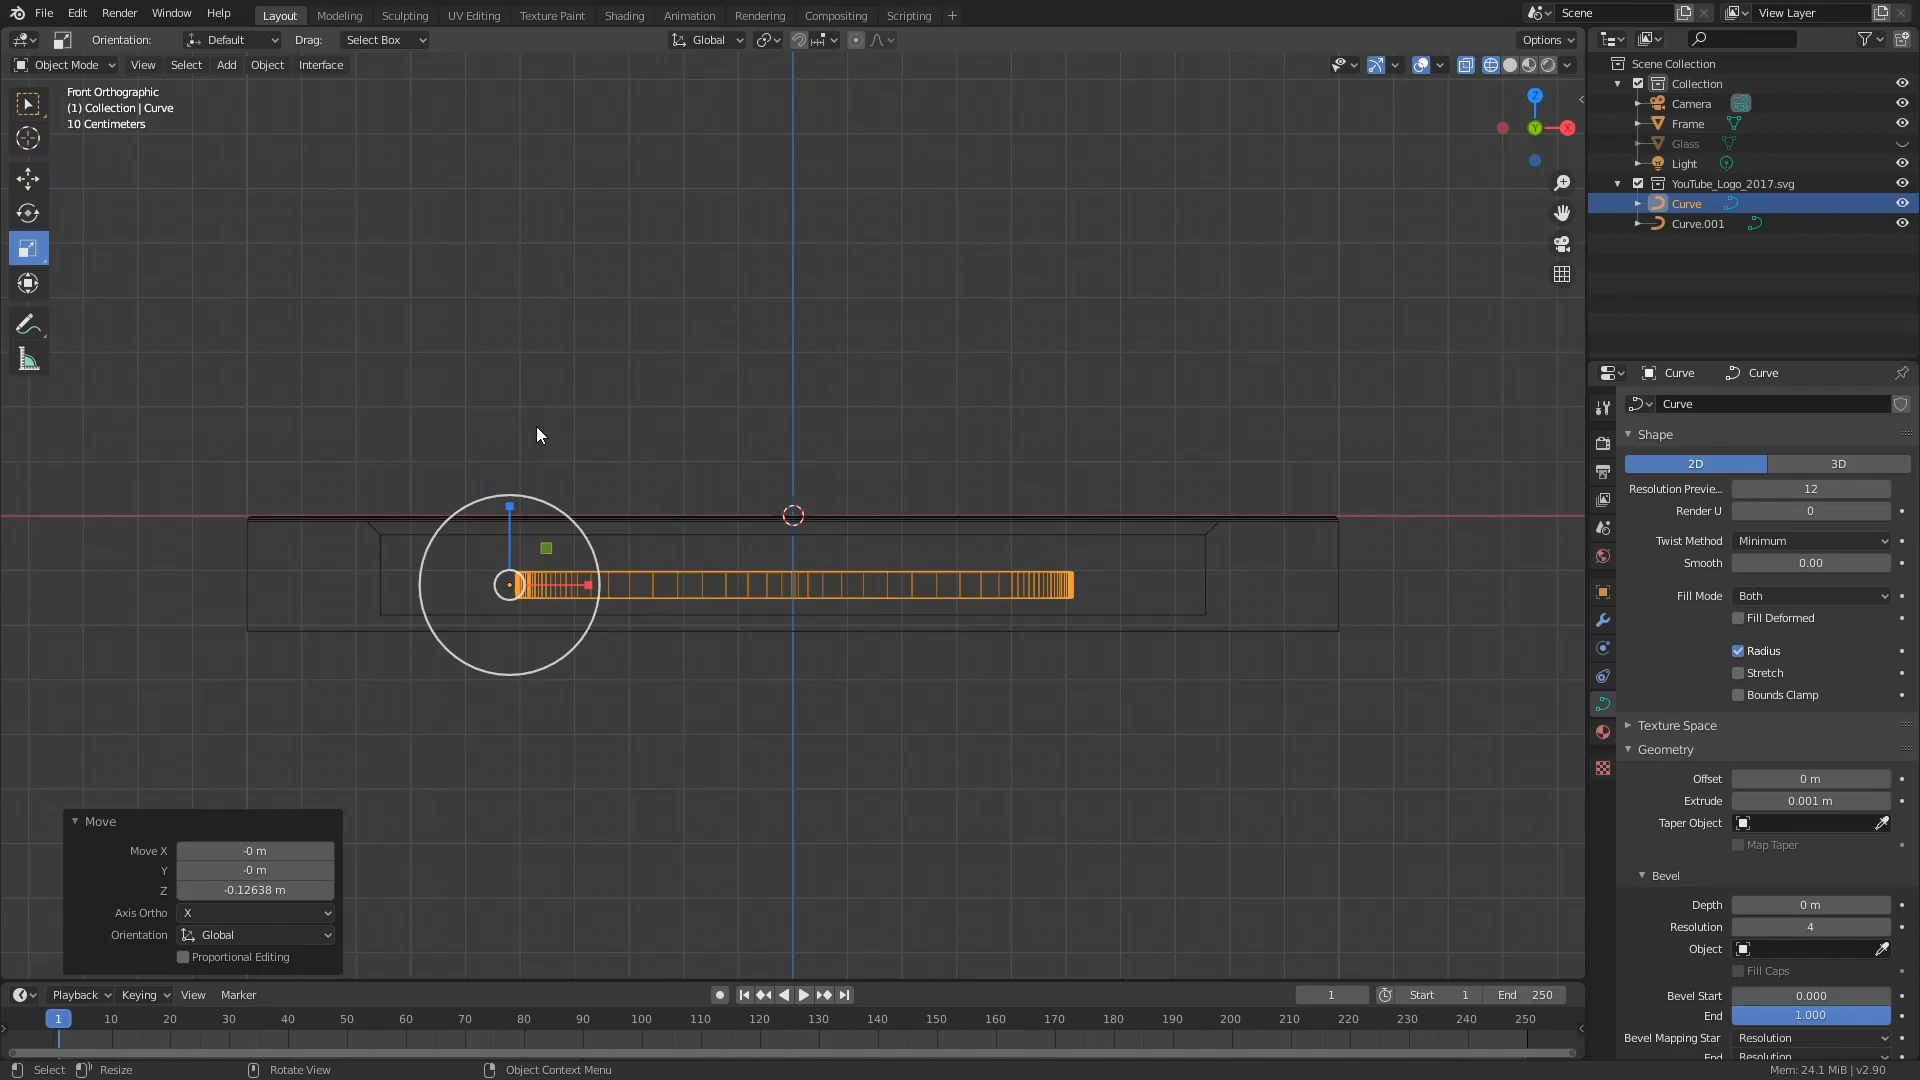 File Edit Render Window Help Layout Modeling Sculpting UV Editing Texture Paint Shading Animation Rendering Compositing Scripting + Scene View Layer
Orientation: Default Drag: Select Box Global Options
Object Mode View Select Add Object Interface
Front Orthographic
(1) Collection | Curve
10 Centimeters
Z
Y
X
Scene Collection
Collection
Camera
Frame
Glass
Light
YouTube_Logo_2017.svg
Curve
Curve.001
Curve Curve
Curve
Shape
2D 3D
Resolution Previe... 12
Render U 0
Twist Method Minimum
Smooth 0.00
Fill Mode Both
Fill Deformed
Radius
Stretch
Bounds Clamp
Texture Space
Geometry
Offset 0 m
Extrude 0.001 m
Taper Object
Map Taper
Bevel
Depth 0 m
Resolution 4
Object
Fill Caps
Bevel Start 0.000
End 1.000
Bevel Mapping Star Resolution
End Resolution
Move
Move X -0 m
Y -0 m
Z -0.12638 m
Axis Ortho X
Orientation Global
Proportional Editing
Playback Keying View Marker 1 Start 1 End 250
1 10 20 30 40 50 60 70 80 90 100 110 120 130 140 150 160 170 180 190 200 210 220 230 240 250
Select Resize Rotate View Object Context Menu Mem: 24.1 MiB | v2.90